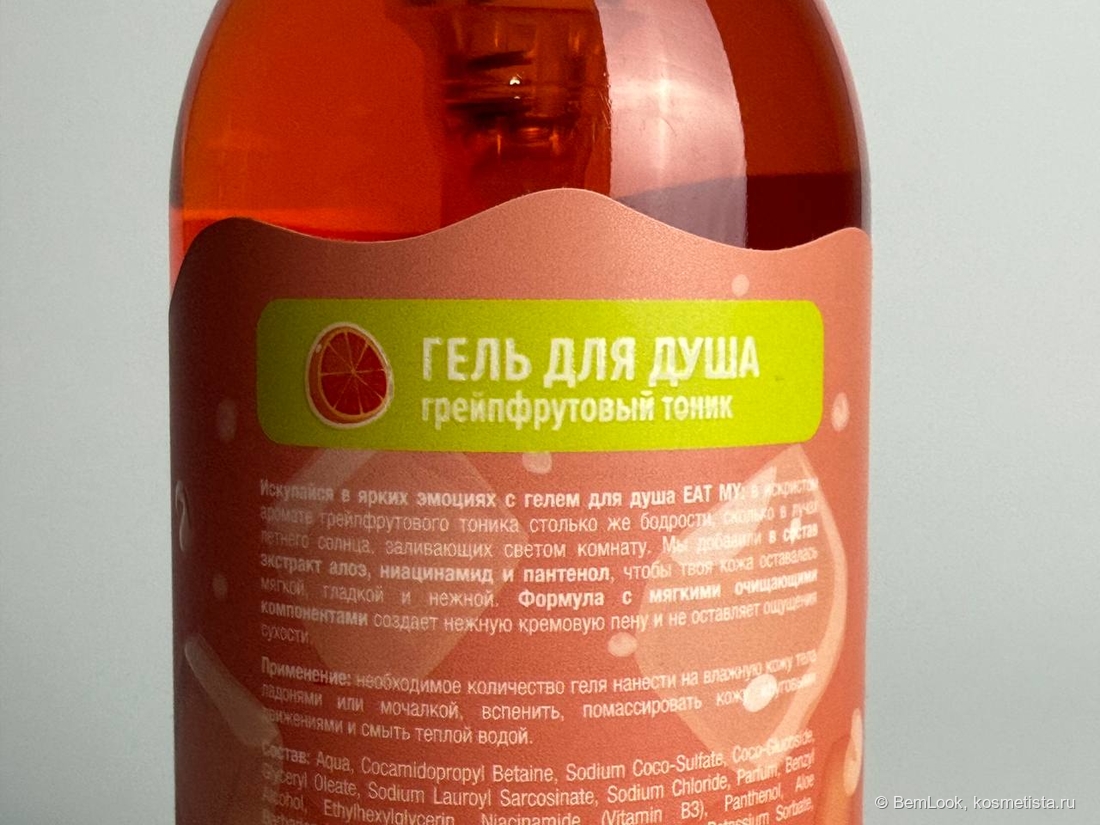 ГЕЛЬ ДЛЯ ДУША
грейпфрутовый тоник
Искупайся в ярких эмоциях с гелем для душа EAT MY: в искристом
аромате грейпфрутового тоника столько же бодрости, сколько в лучах
летнего солнца, заливающих светом комнату. Мы добавили в состав
экстракт алоэ, ниацинамид и пантенол, чтобы твоя кожа оставалась
мягкой, гладкой и нежной. Формула с мягкими очищающими
компонентами создает нежную кремовую пену и не оставляет ощущения
сухости.
Применение: необходимое количество геля нанести на влажную кожу тела
ладонями или мочалкой, вспенить, помассировать кожу круговыми
движениями и смыть теплой водой.
Состав: Aqua, Cocamidopropyl Betaine, Sodium Coco-Sulfate, Coco-Glucoside,
Glyceryl Oleate, Sodium Lauroyl Sarcosinate, Sodium Chloride, Parfum, Benzyl
Alcohol, Ethylhexylglycerin, Niacinamide (Vitamin B3), Panthenol, Aloe
Potassium Sorbate,
© BemLook, kosmetista.ru